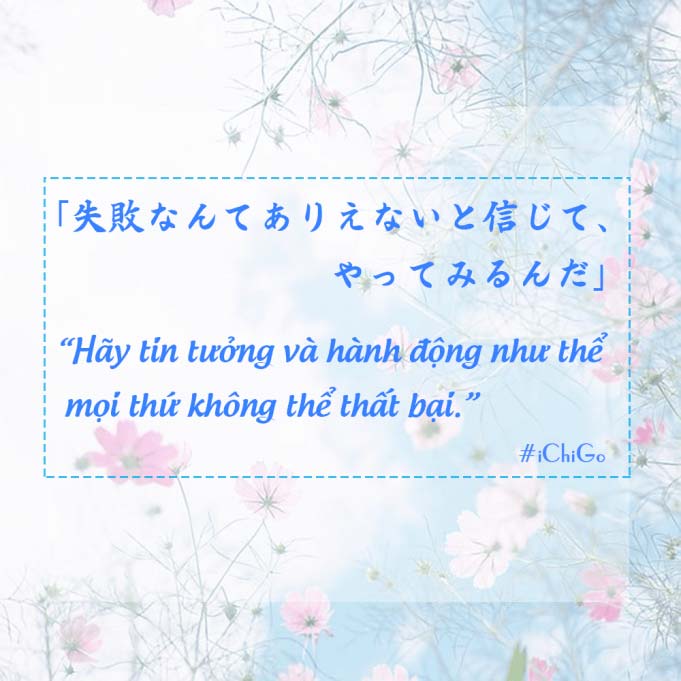 「失敗なんてありえないと信じて、
やってみるんだ」
“Hãy tin tưởng và hành động như thể
mọi thứ không thể thất bại.”
#iChiGo